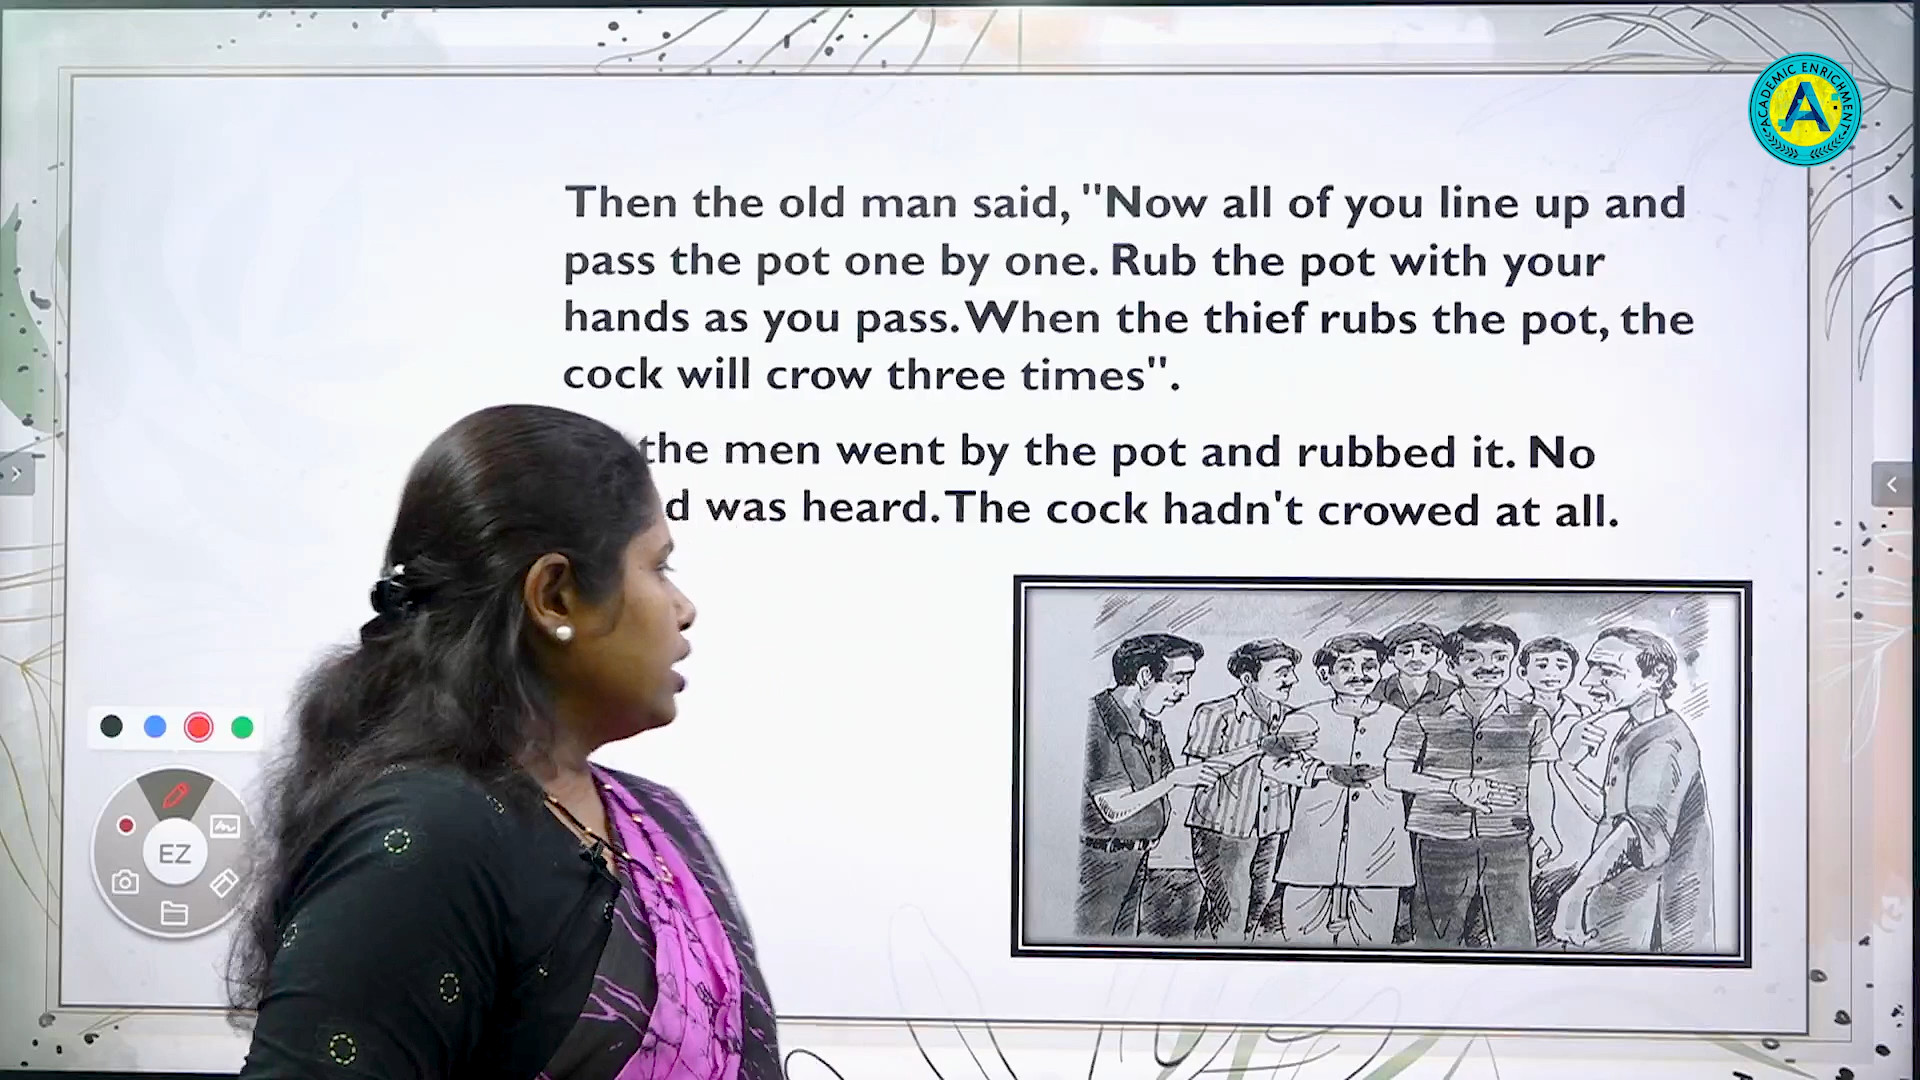 ACADEMIC ENRICHMENT
A
Then the old man said, "Now all of you line up and
pass the pot one by one. Rub the pot with your
hands as you pass. When the thief rubs the pot, the
cock will crow three times".
the men went by the pot and rubbed it. No
d was heard. The cock hadn't crowed at all.
EZ